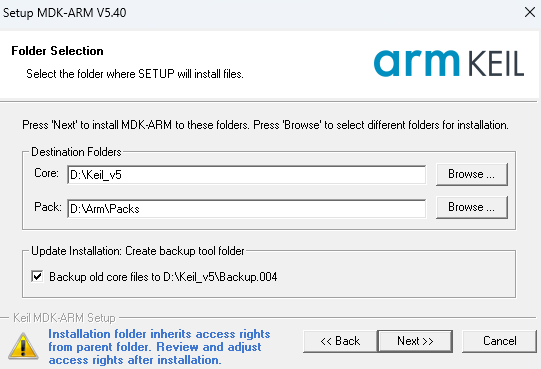 Setup MDK-ARM V5.40
Folder Selection
Select the folder where SETUP will install files.
arm KEIL
Press 'Next' to install MDK-ARM to these folders. Press 'Browse' to select different folders for installation.
Destination Folders
Core: D:\Keil_v5 Browse ...
Pack: D:\Arm\Packs Browse ...
Update Installation: Create backup tool folder
Backup old core files to D:\Keil_v5\Backup.004
Keil MDK-ARM Setup
Installation folder inherits access rights
from parent folder. Review and adjust
access rights after installation.
<< Back Next >> Cancel